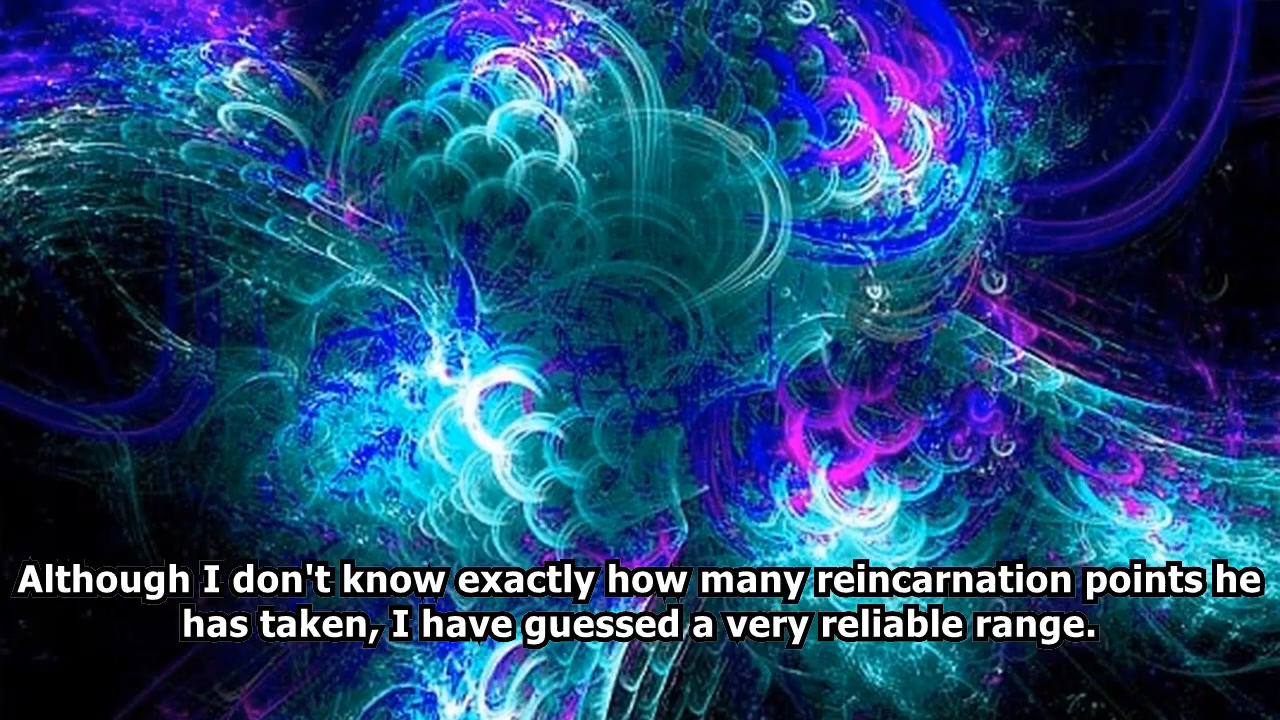 Although I don't know exactly how many reincarnation points he
has taken, I have guessed a very reliable range.